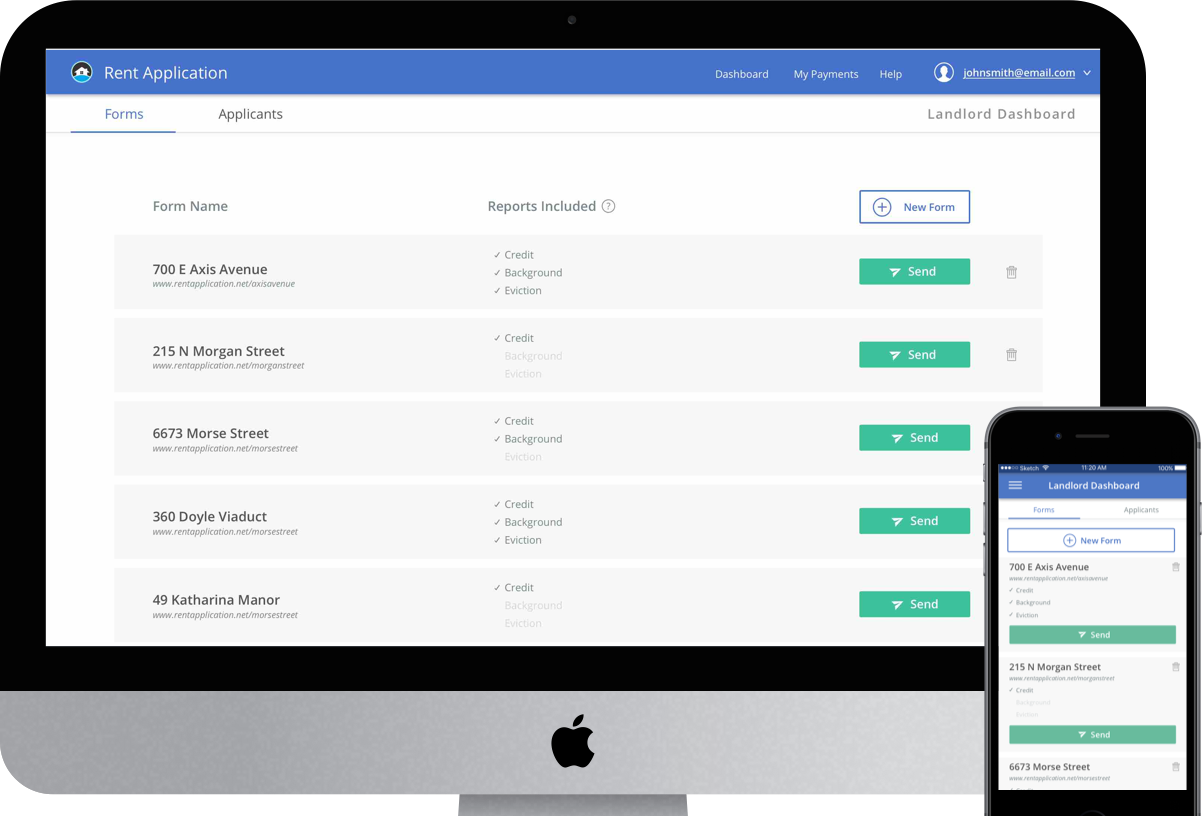 Rent Application
Dashboard
My Payments
Help
johnsmith@email.com
Forms
Applicants
Landlord Dashboard
Form Name
Reports Included ?
New Form
700 E Axis Avenue
www.rentapplication.net/axisavenue
✓ Credit
✓ Background
✓ Eviction
Send
215 N Morgan Street
www.rentapplication.net/morganstreet
✓ Credit
Background
Eviction
Send
6673 Morse Street
www.rentapplication.net/morsestreet
✓ Credit
✓ Background
Eviction
Send
360 Doyle Viaduct
www.rentapplication.net/morsestreet
✓ Credit
✓ Background
✓ Eviction
Send
49 Katharina Manor
www.rentapplication.net/morsestreet
✓ Credit
Background
Eviction
Send
Sketch 11:20 AM 100%
Landlord Dashboard
Forms
Applicants
New Form
700 E Axis Avenue
www.rentapplication.net/axisavenue
✓ Credit
✓ Background
✓ Eviction
Send
215 N Morgan Street
www.rentapplication.net/morganstreet
✓ Credit
Background
Eviction
Send
6673 Morse Street
www.rentapplication.net/morsestreet